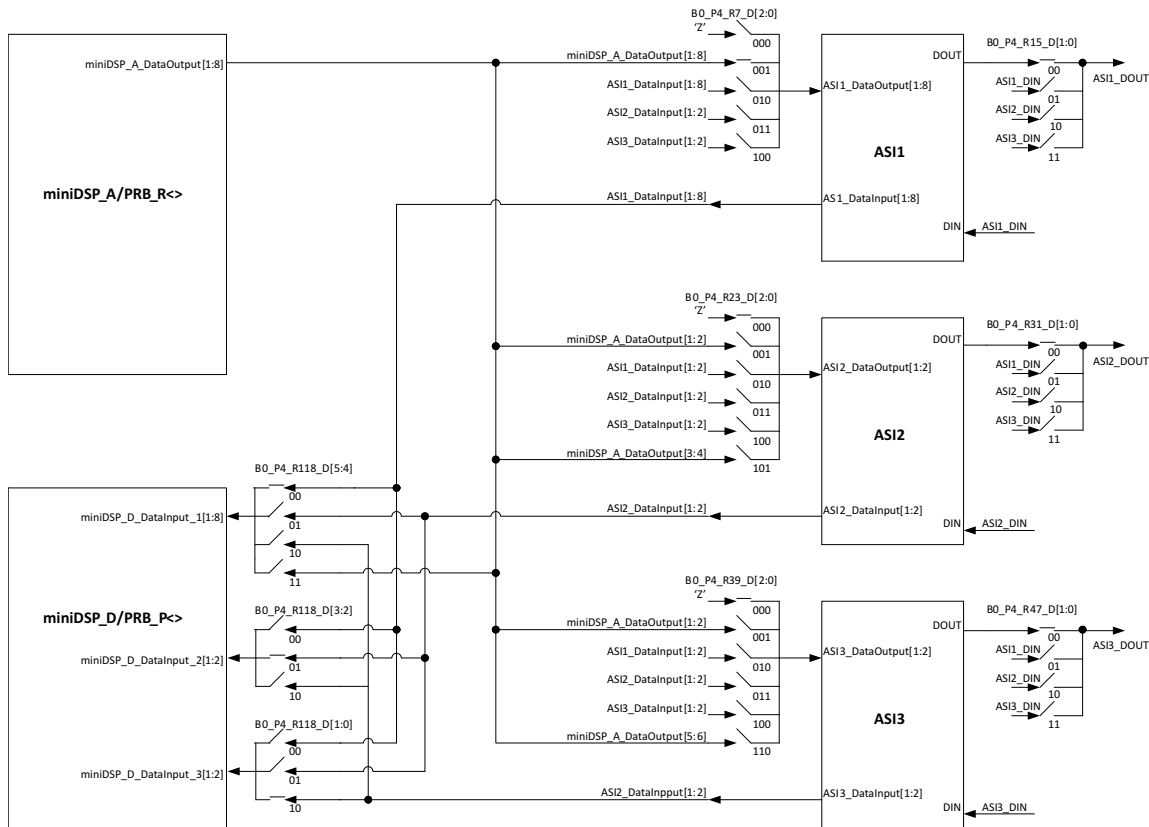 B0_P4_R7_D[2:0]
'Z'
000
miniDSP_A_DataOutput[1:8]
miniDSP_A_DataOutput[1:8]
001
ASI1_DataInput[1:8]
010
ASI2_DataInput[1:2]
011
ASI3_DataInput[1:2]
100
ASI1_DataOutput[1:8]
DOUT
B0_P4_R15_D[1:0]
00
ASI1_DIN
01
ASI2_DIN
10
ASI3_DIN
11
ASI1_DOUT
miniDSP_A/PRB_R<>
ASI1
ASI1_DataInput[1:8]
AS1_DataInput[1:8]
DIN
ASI1_DIN
B0_P4_R23_D[2:0]
'Z'
000
miniDSP_A_DataOutput[1:2]
001
ASI1_DataInput[1:2]
010
ASI2_DataInput[1:2]
011
ASI3_DataInput[1:2]
100
miniDSP_A_DataOutput[3:4]
101
ASI2_DataOutput[1:2]
DOUT
B0_P4_R31_D[1:0]
00
ASI1_DIN
01
ASI2_DIN
10
ASI3_DIN
11
ASI2_DOUT
ASI2
ASI2_DataInput[1:2]
ASI2_DataInput[1:2]
DIN
ASI2_DIN
B0_P4_R118_D[5:4]
00
miniDSP_D_DataInput_1[1:8]
01
10
11
miniDSP_D/PRB_P<>
B0_P4_R118_D[3:2]
00
miniDSP_D_DataInput_2[1:2]
01
10
B0_P4_R118_D[1:0]
00
miniDSP_D_DataInput_3[1:2]
01
10
B0_P4_R39_D[2:0]
'Z'
000
miniDSP_A_DataOutput[1:2]
001
ASI1_DataInput[1:2]
010
ASI2_DataInput[1:2]
011
ASI3_DataInput[1:2]
100
miniDSP_A_DataOutput[5:6]
110
ASI3_DataOutput[1:2]
DOUT
B0_P4_R47_D[1:0]
00
ASI1_DIN
01
ASI2_DIN
10
ASI3_DIN
11
ASI3_DOUT
ASI3
ASI2_DataInpput[1:2]
ASI3_DataInput[1:2]
DIN
ASI3_DIN